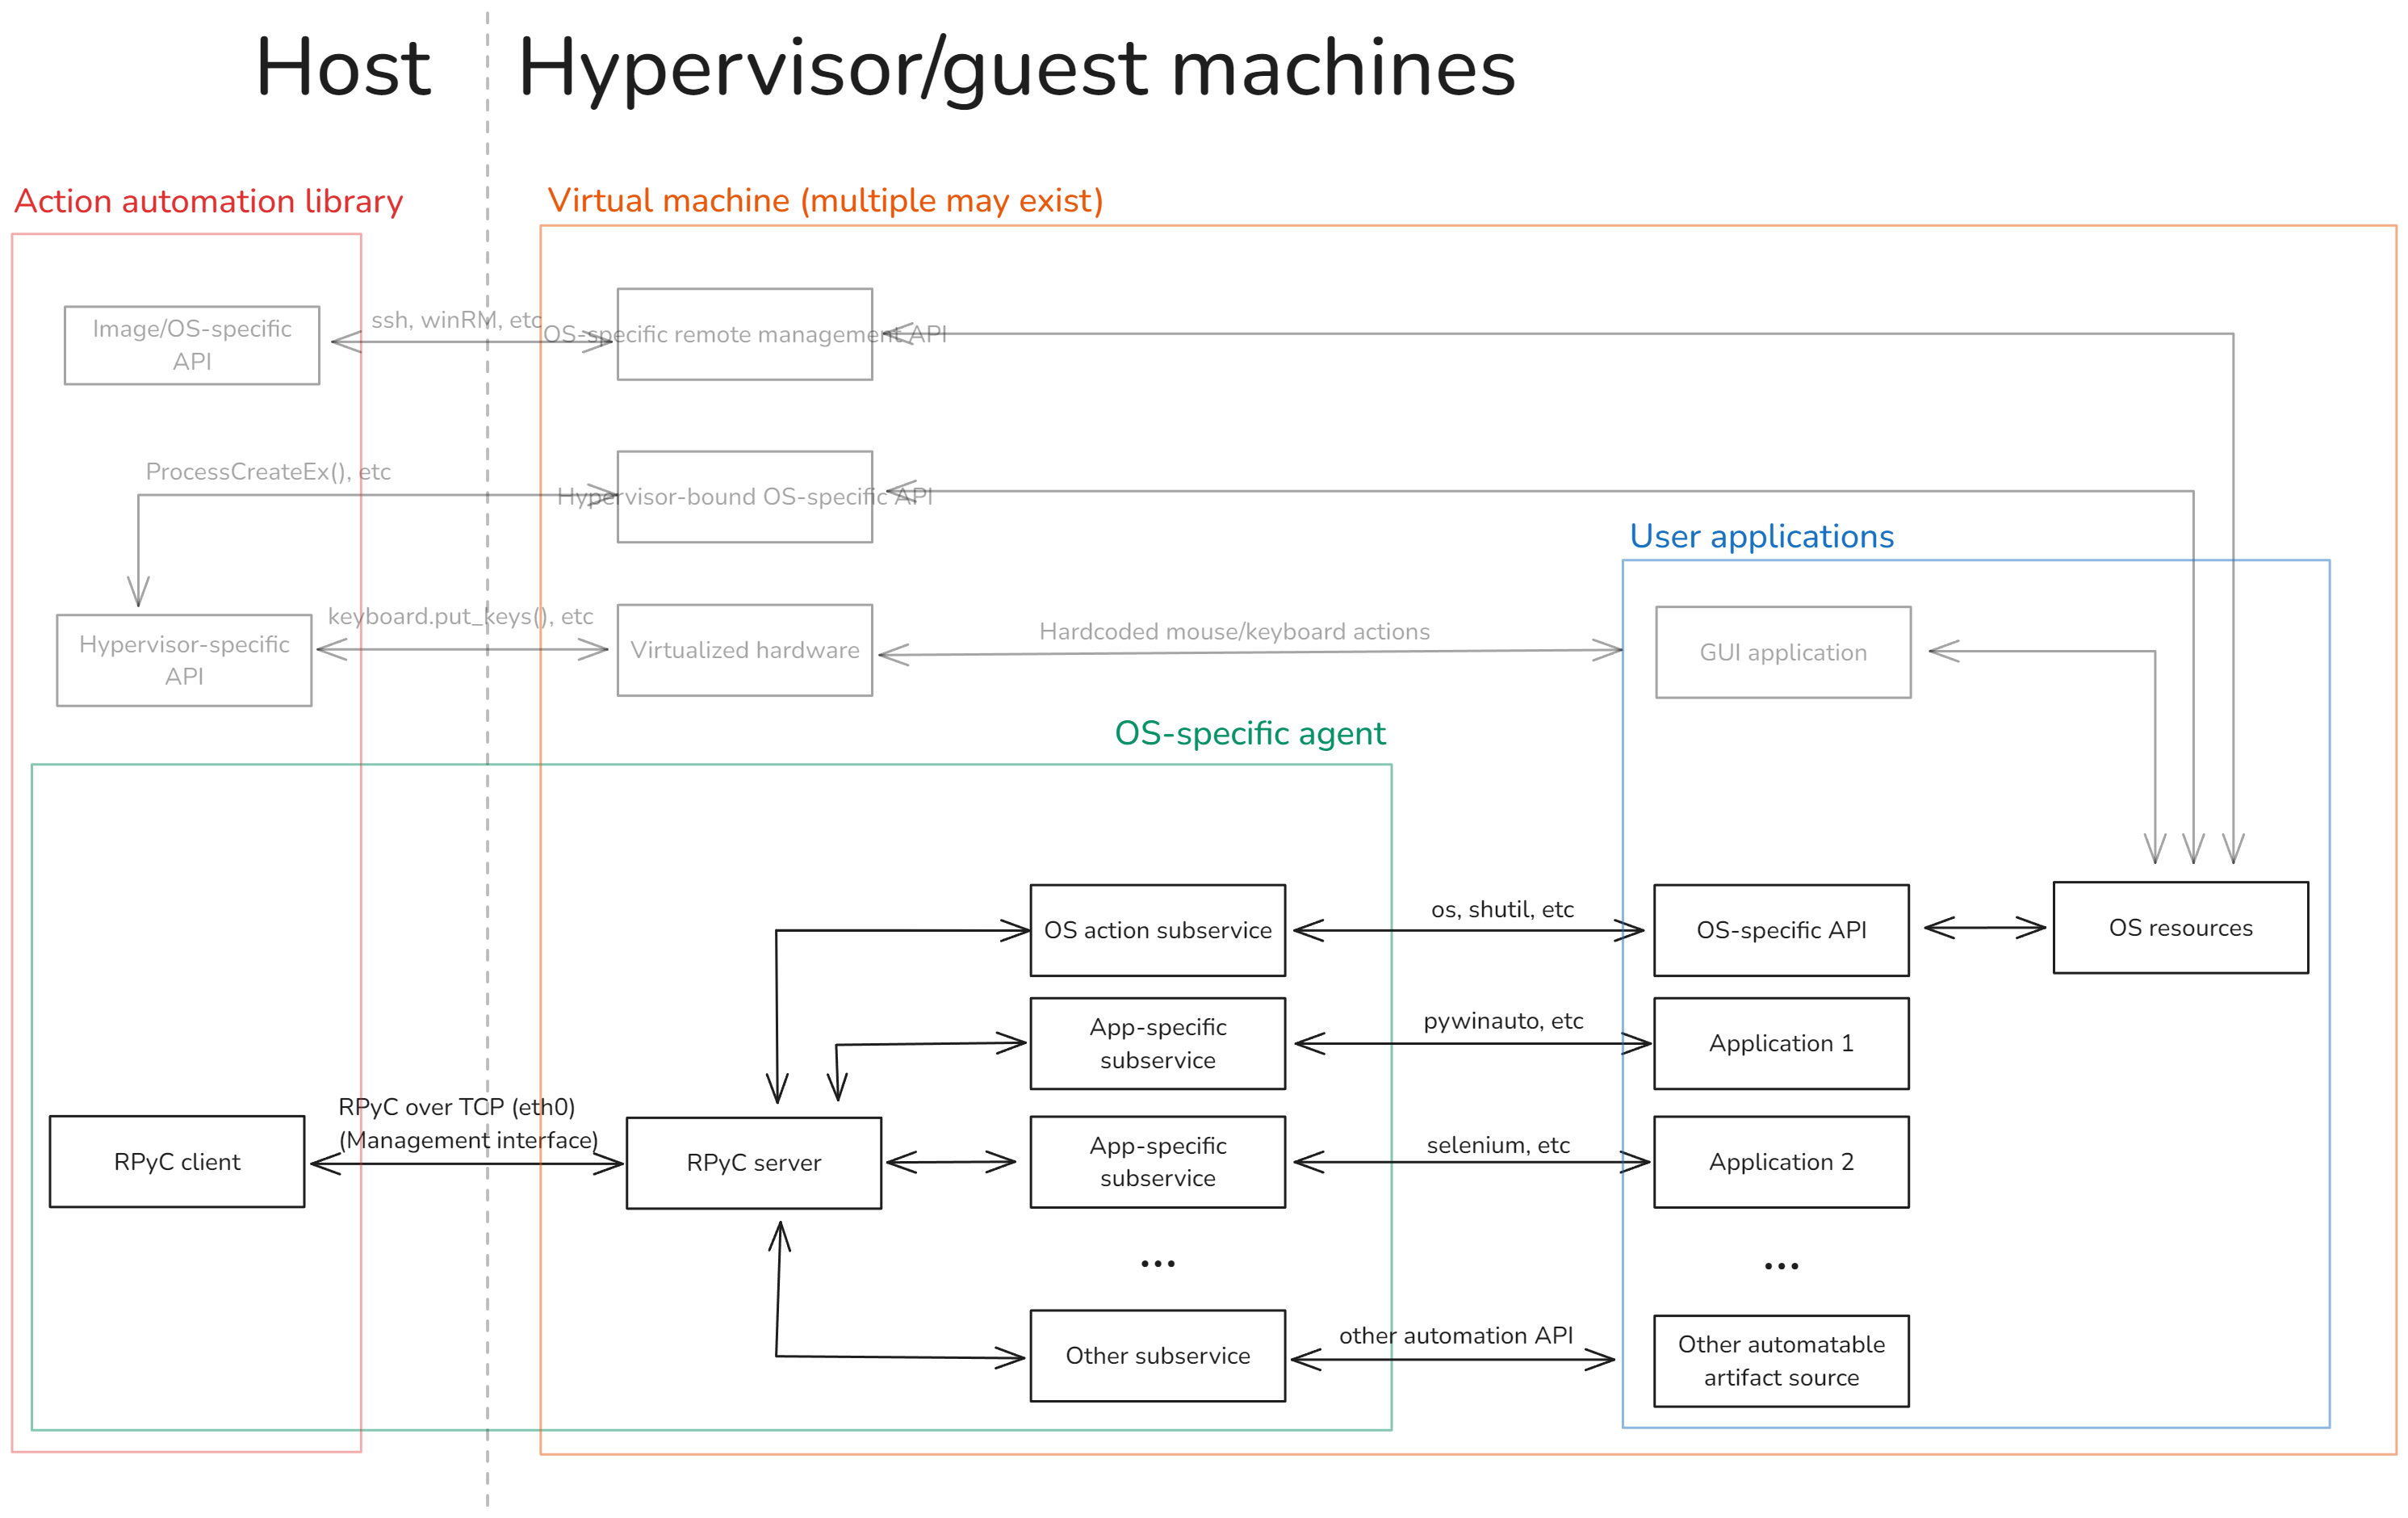 Host
Hypervisor/guest machines
Action automation library
Virtual machine (multiple may exist)
Image/OS-specific
API
ssh, winRM, etc
OS-specific remote management API
ProcessCreateEx(), etc
Hypervisor-bound OS-specific API
User applications
Hypervisor-specific
API
keyboard.put_keys(), etc
Virtualized hardware
Hardcoded mouse/keyboard actions
GUI application
OS-specific agent
OS action subservice
os, shutil, etc
OS-specific API
OS resources
App-specific
subservice
pywinauto, etc
Application 1
RPyC client
RPyC over TCP (eth0)
(Management interface)
RPyC server
App-specific
subservice
selenium, etc
Application 2
...
...
Other subservice
other automation API
Other automatable
artifact source